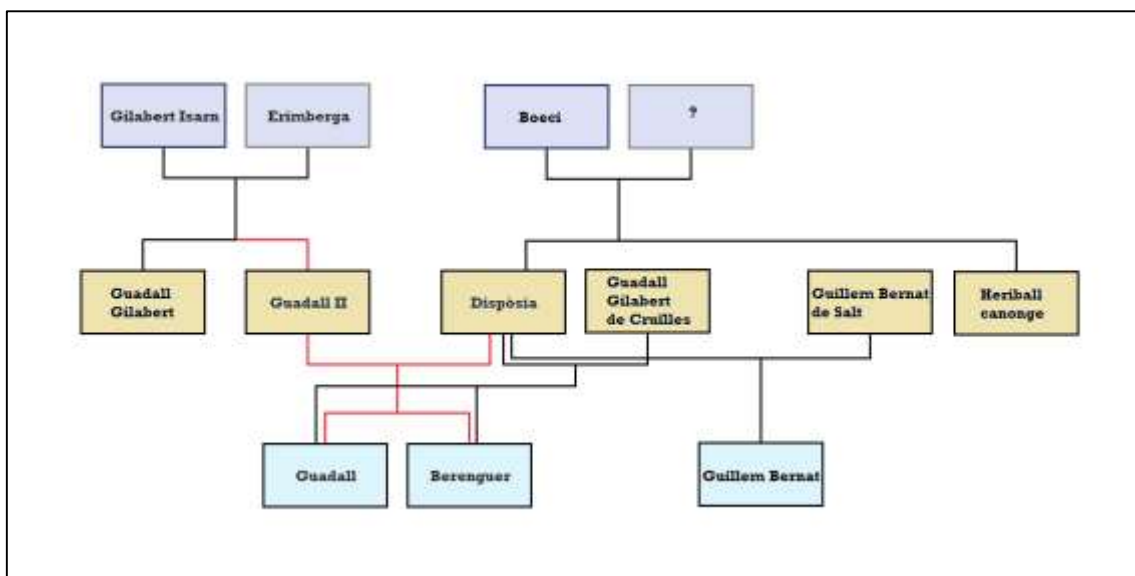 Gilabert Isarn
Erimberga
Boeci
?
Guadall
Gilabert
Guadall II
Dispòsia
Guadall
Gilabert
de Cruïlles
Guillem Bernat
de Salt
Heriball
canonge
Guadall
Berenguer
Guillem Bernat